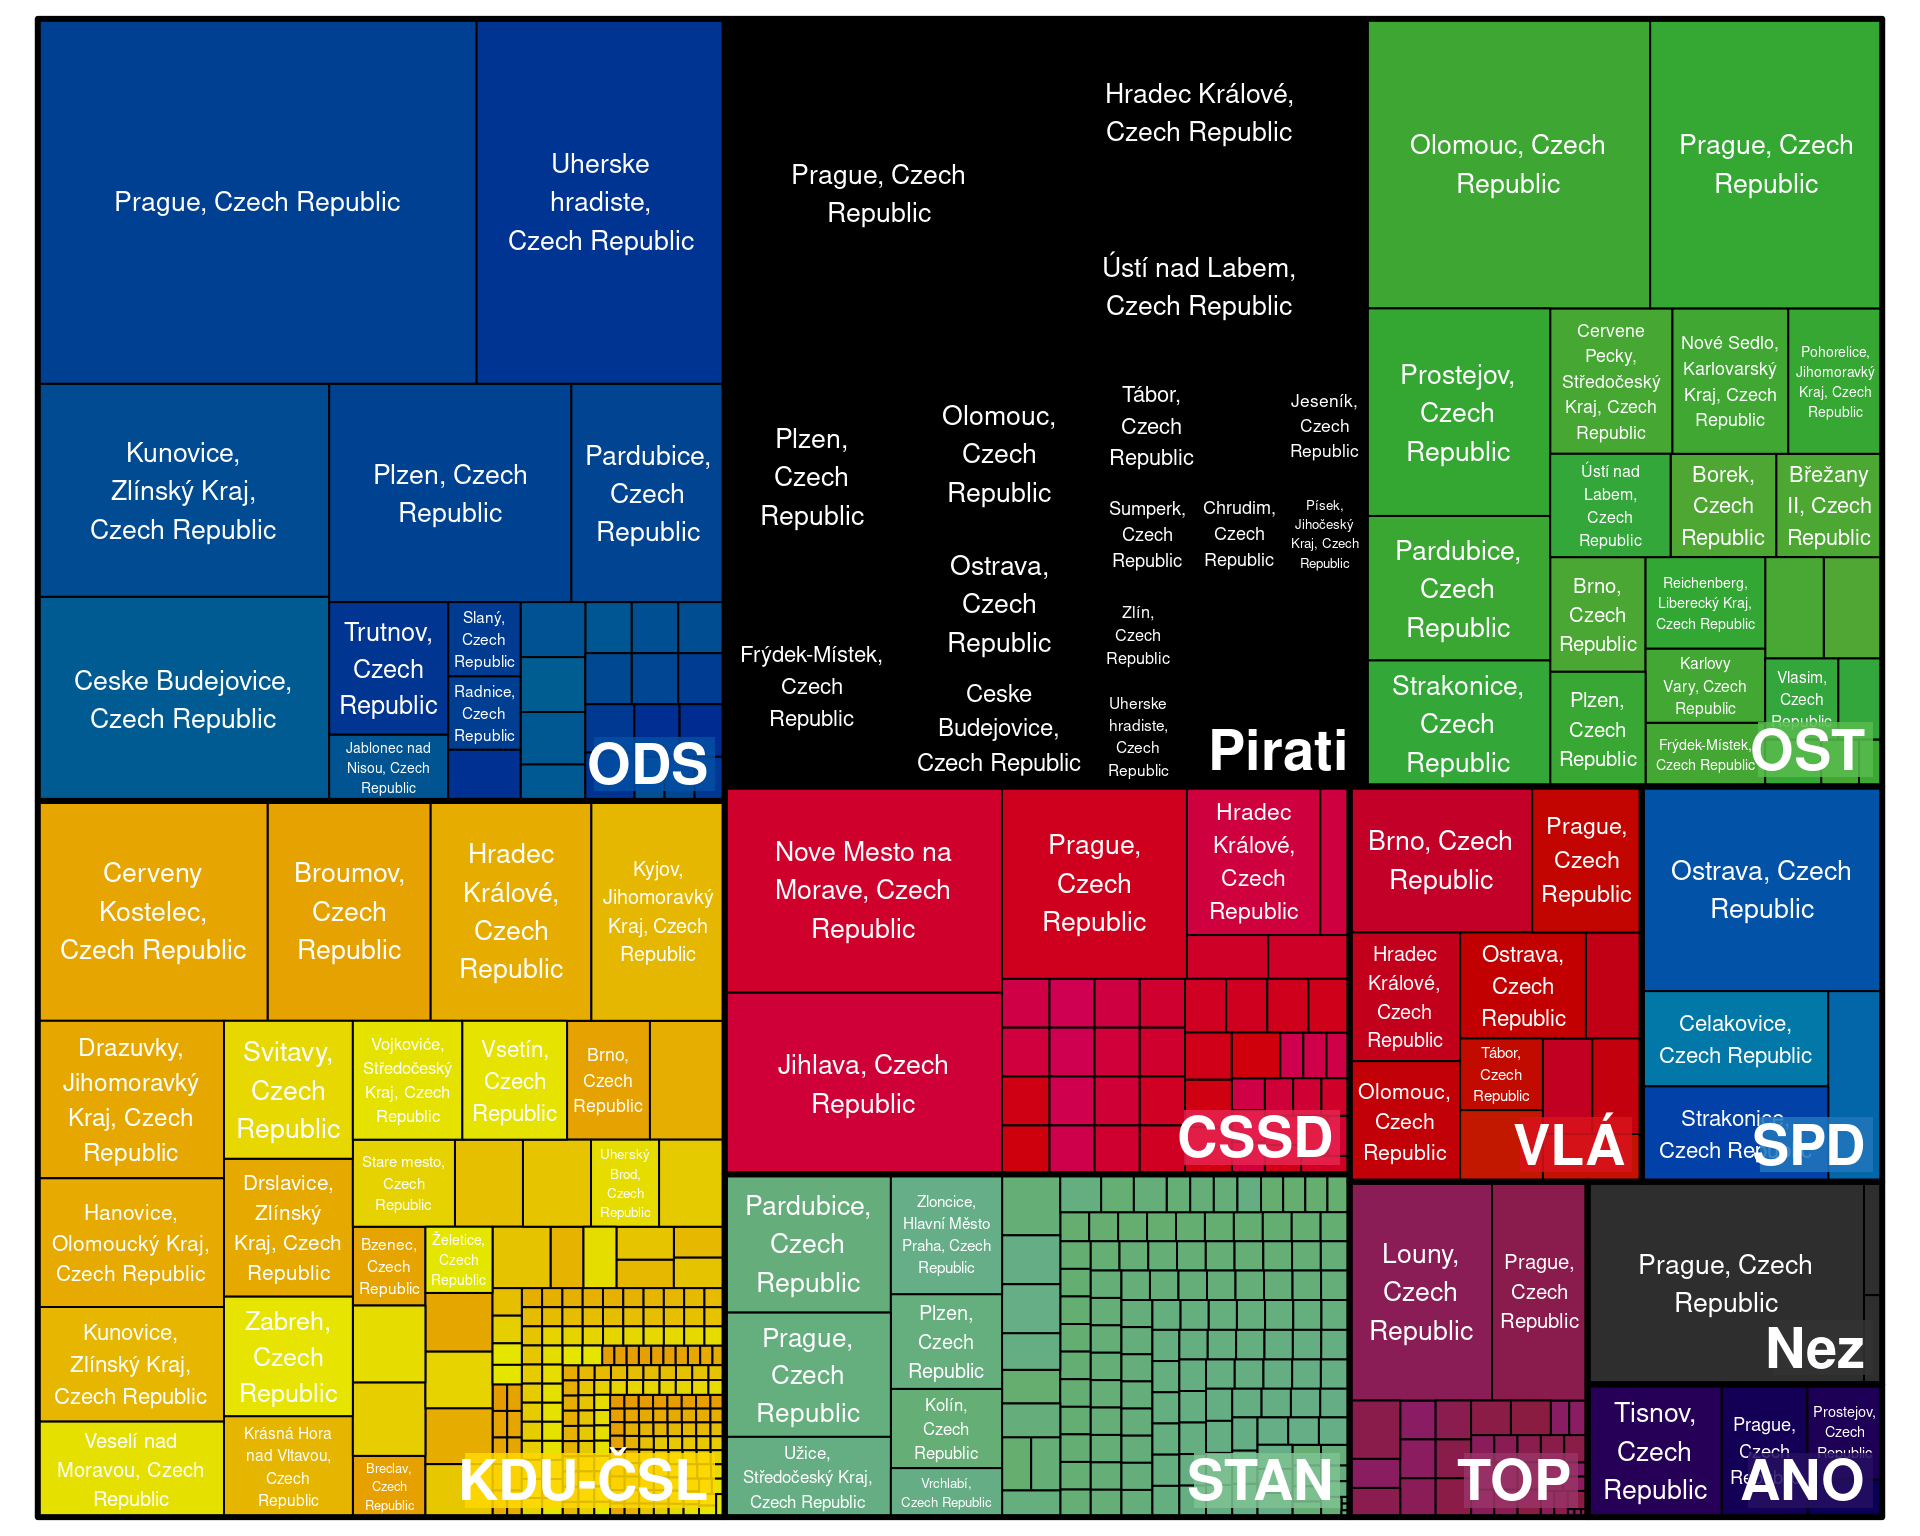 Prague, Czech Republic
Uherske
hradiste,
Czech Republic
Kunovice,
Zlínský Kraj,
Czech Republic
Plzen, Czech
Republic
Pardubice,
Czech
Republic
Ceske Budejovice,
Czech Republic
Trutnov,
Czech
Republic
Slaný,
Czech
Republic
Radnice,
Czech
Republic
Jablonec nad
Nisou, Czech
Republic
ODS
Prague, Czech
Republic
Hradec Králové,
Czech Republic
Ústí nad Labem,
Czech Republic
Plzen,
Czech
Republic
Olomouc,
Czech
Republic
Tábor,
Czech
Republic
Jeseník,
Czech
Republic
Sumperk,
Czech
Republic
Chrudim,
Czech
Republic
Písek,
Jihočeský
Kraj, Czech
Republic
Ostrava,
Czech
Republic
Zlín,
Czech
Republic
Frýdek-Místek,
Czech
Republic
Ceske
Budejovice,
Czech Republic
Uherske
hradiste,
Czech
Republic
Pirati
Olomouc, Czech
Republic
Prague, Czech
Republic
Prostejov,
Czech
Republic
Cervene
Pecky,
Středočeský
Kraj, Czech
Republic
Nové Sedlo,
Karlovarský
Kraj, Czech
Republic
Pohorelice,
Jihomoravký
Kraj, Czech
Republic
Ústí nad
Labem,
Czech
Republic
Borek,
Czech
Republic
Břežany
II, Czech
Republic
Pardubice,
Czech
Republic
Brno,
Czech
Republic
Reichenberg,
Liberecký Kraj,
Czech Republic
Karlovy
Vary, Czech
Republic
Vlasim,
Czech
Republic
Strakonice,
Czech
Republic
Plzen,
Czech
Republic
Frýdek-Místek,
Czech Republic
OST
Cerveny
Kostelec,
Czech Republic
Broumov,
Czech
Republic
Hradec
Králové,
Czech
Republic
Kyjov,
Jihomoravký
Kraj, Czech
Republic
Drazuvky,
Jihomoravký
Kraj, Czech
Republic
Svitavy,
Czech
Republic
Vojkoviće,
Středočeský
Kraj, Czech
Republic
Vsetín,
Czech
Republic
Brno,
Czech
Republic
Stare mesto,
Czech
Republic
Uherský
Brod,
Czech
Republic
Hanovice,
Olomoucký Kraj,
Czech Republic
Drslavice,
Zlínský
Kraj, Czech
Republic
Bzenec,
Czech
Republic
Želetice,
Czech
Republic
Kunovice,
Zlínský Kraj,
Czech Republic
Zabreh,
Czech
Republic
Veselí nad
Moravou, Czech
Republic
Krásná Hora
nad Vltavou,
Czech
Republic
Breclav,
Czech
Republic
KDU-ČSL
Nove Mesto na
Morave, Czech
Republic
Prague,
Czech
Republic
Hradec
Králové,
Czech
Republic
Jihlava, Czech
Republic
CSSD
Brno, Czech
Republic
Prague,
Czech
Republic
Hradec
Králové,
Czech
Republic
Ostrava,
Czech
Republic
Olomouc,
Czech
Republic
Tábor,
Czech
Republic
VLÁ
Ostrava, Czech
Republic
Celakovice,
Czech Republic
Strakonice,
Czech Republic
SPD
Pardubice,
Czech
Republic
Zloncice,
Hlavní Město
Praha, Czech
Republic
Prague,
Czech
Republic
Plzen,
Czech
Republic
Kolín,
Czech
Republic
Užice,
Středočeský Kraj,
Czech Republic
Vrchlabí,
Czech Republic
STAN
Louny,
Czech
Republic
Prague,
Czech
Republic
TOP
Prague, Czech
Republic
Nez
Tisnov,
Czech
Republic
Prague,
Czech
Republic
Prostejov,
Czech
Republic
ANO